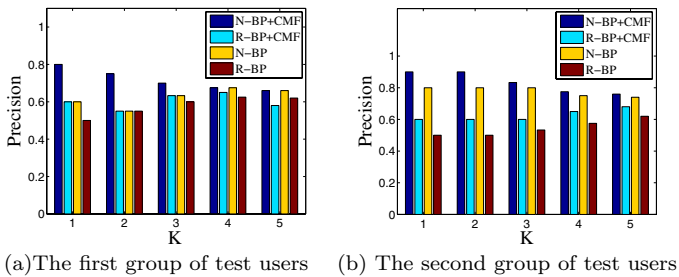 1
0.8
0.6
0.4
0.2
0
Precision
1 2 3 4 5
K
N−BP+CMF
R−BP+CMF
N−BP
R−BP
(a)The first group of test users
1
0.8
0.6
0.4
0.2
0
Precision
1 2 3 4 5
K
N−BP+CMF
R−BP+CMF
N−BP
R−BP
(b) The second group of test users